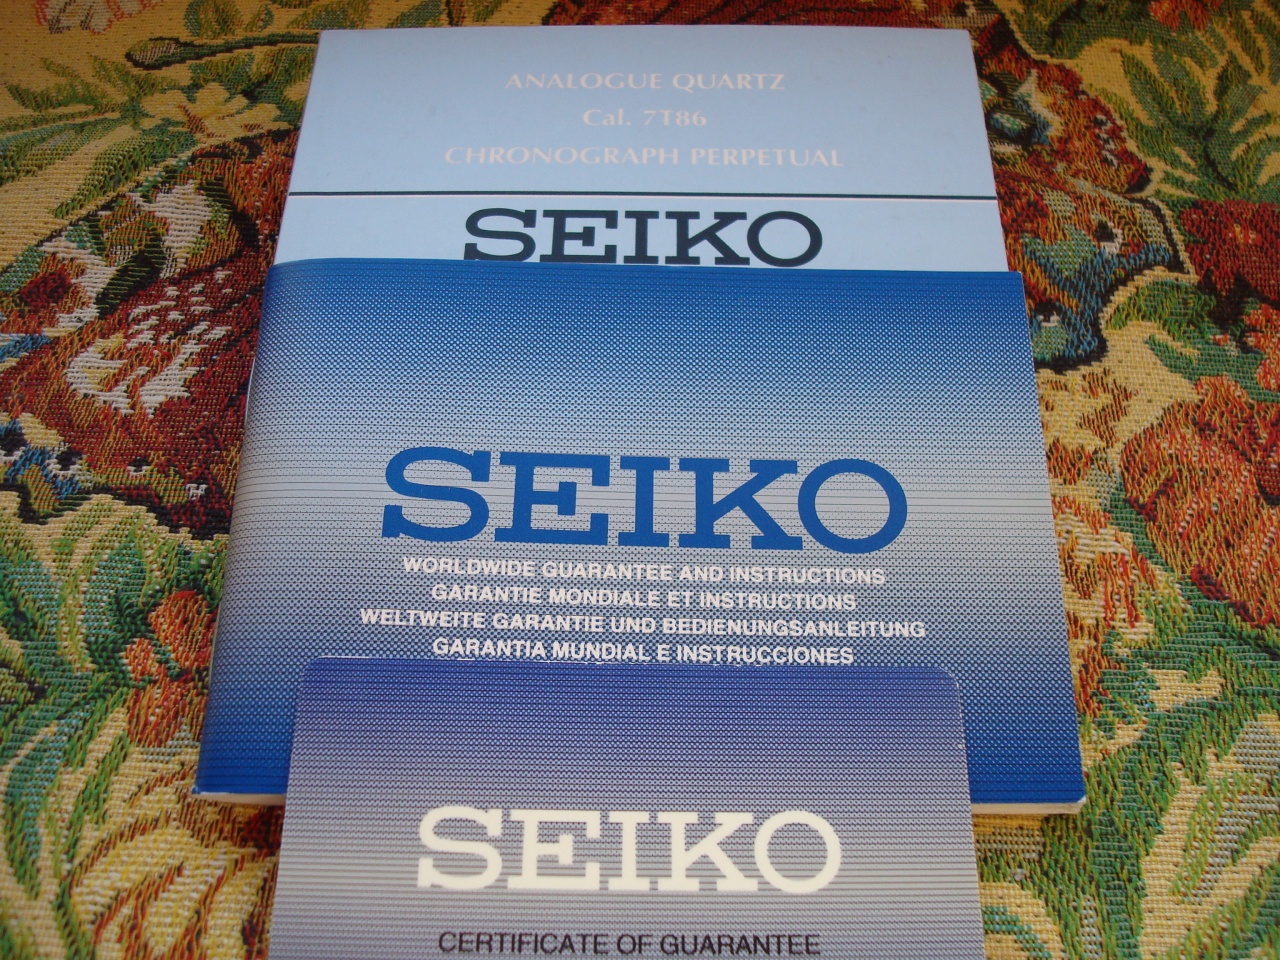 ANALOGUE QUARTZ
Cal. 7T86
CHRONOGRAPH PERPETUAL
SEIKO
SEIKO
WORLDWIDE GUARANTEE AND INSTRUCTIONS
GARANTIE MONDIALE ET INSTRUCTIONS
WELTWEITE GARANTIE UND BEDIENUNGSANLEITUNG
GARANTIA MUNDIAL E INSTRUCCIONES
SEIKO
CERTIFICATE OF GUARANTEE